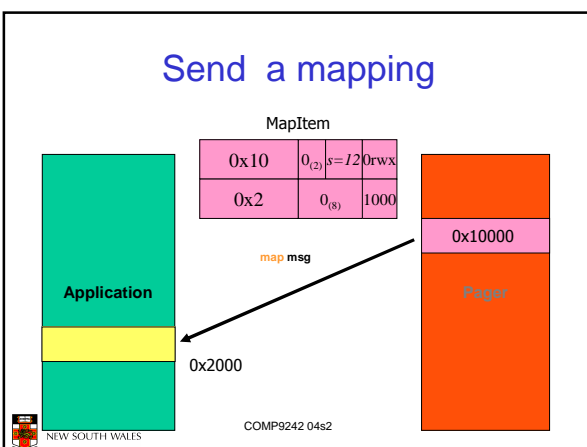 Send a mapping
MapItem
0x10 0(2) s=12 0rwx
0x2 0(8) 1000
0x10000
map msg
Application
Pager
0x2000
COMP9242 04s2
NEW SOUTH WALES